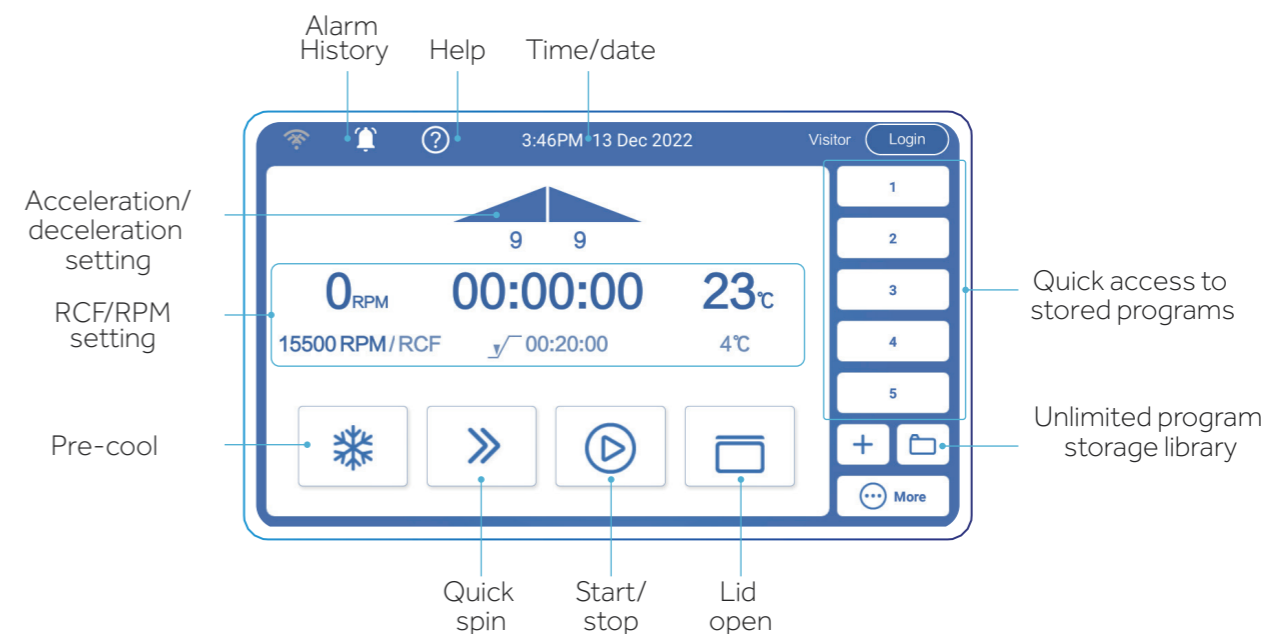 Alarm
History
Help
Time/date
3:46PM 13 Dec 2022
Visitor
Login
Acceleration/
deceleration
setting
9 9
RCF/RPM
setting
0RPM 00:00:00 23℃
15500 RPM/RCF 00:20:00 4℃
1
2
3
4
5
Quick access to
stored programs
Pre-cool
Unlimited program
storage library
More
Quick
spin
Start/
stop
Lid
open